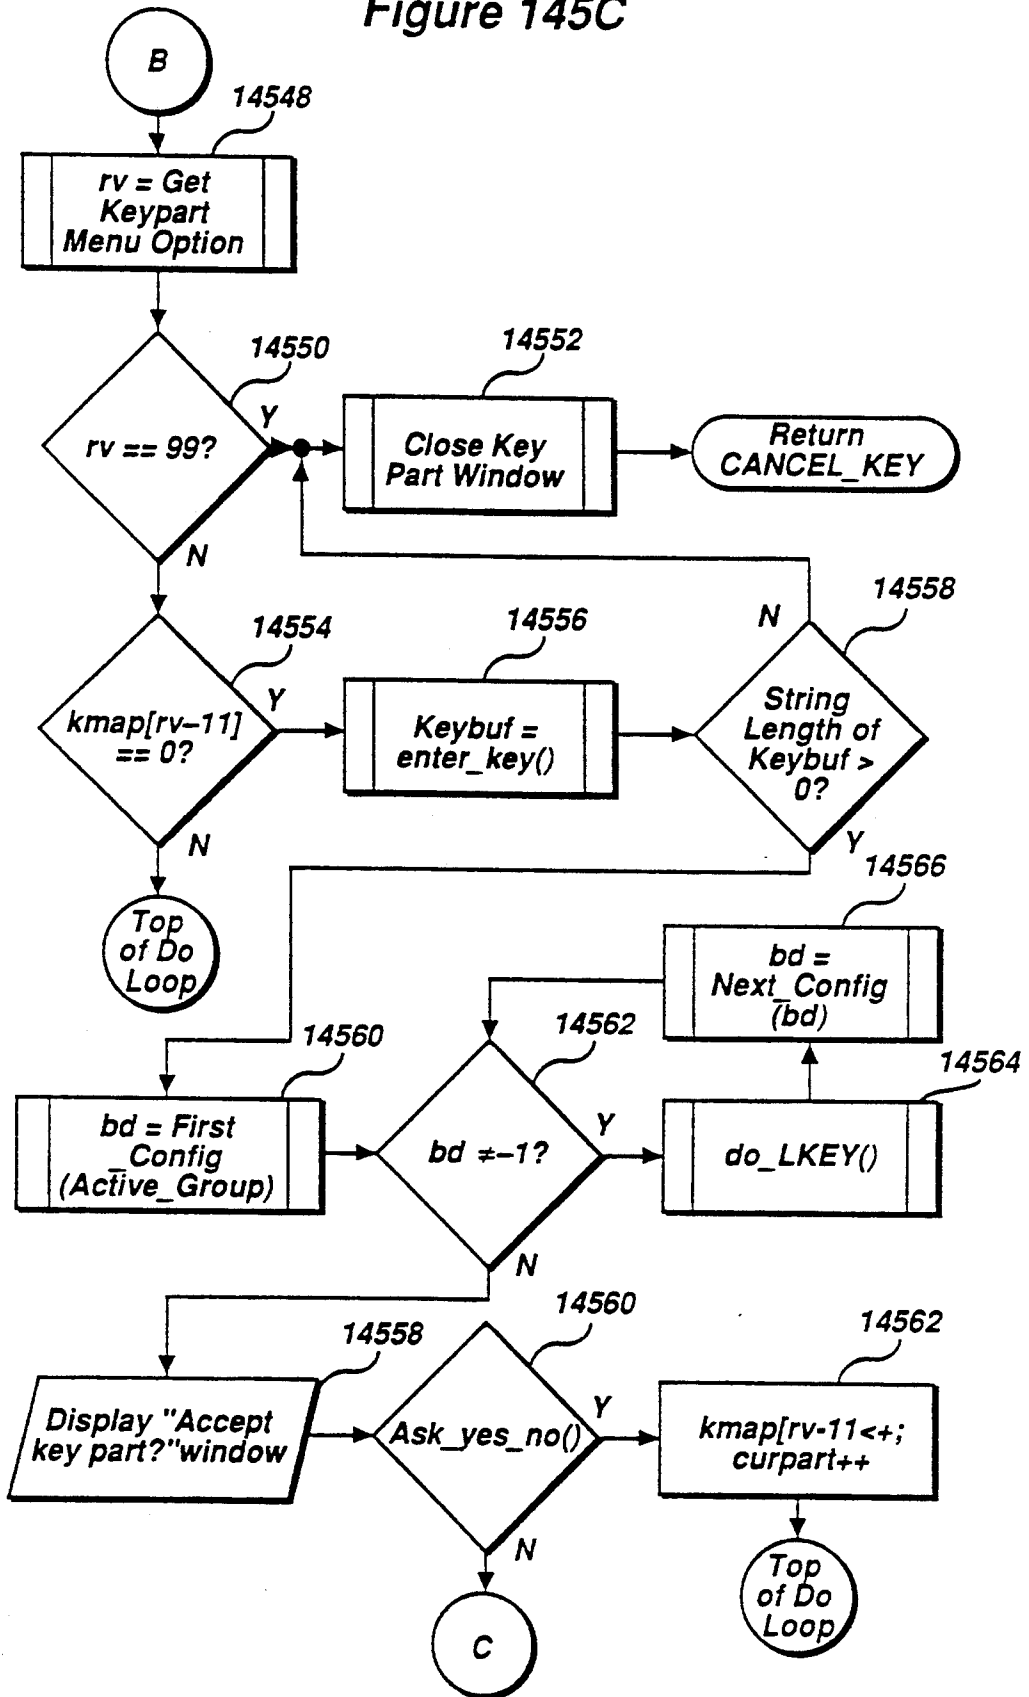 Figure 145C
B
14548
rv = Get
Keypart
Menu Option
14550
rv == 99?
Y
N
14552
Close Key
Part Window
Return
CANCEL_KEY
14554
kmap[rv–11]
== 0?
Y
N
14556
Keybuf =
enter_key()
14558
N
String
Length of
Keybuf >
0?
Y
Top
of Do
Loop
14566
bd =
Next_Config
(bd)
14560
bd = First
_Config
(Active_Group)
14562
bd ≠–1?
Y
N
14564
do_LKEY()
14558
Display "Accept
key part?"window
14560
Ask_yes_no()
Y
N
14562
kmap[rv-11<+;
curpart++
Top
of Do
Loop
C